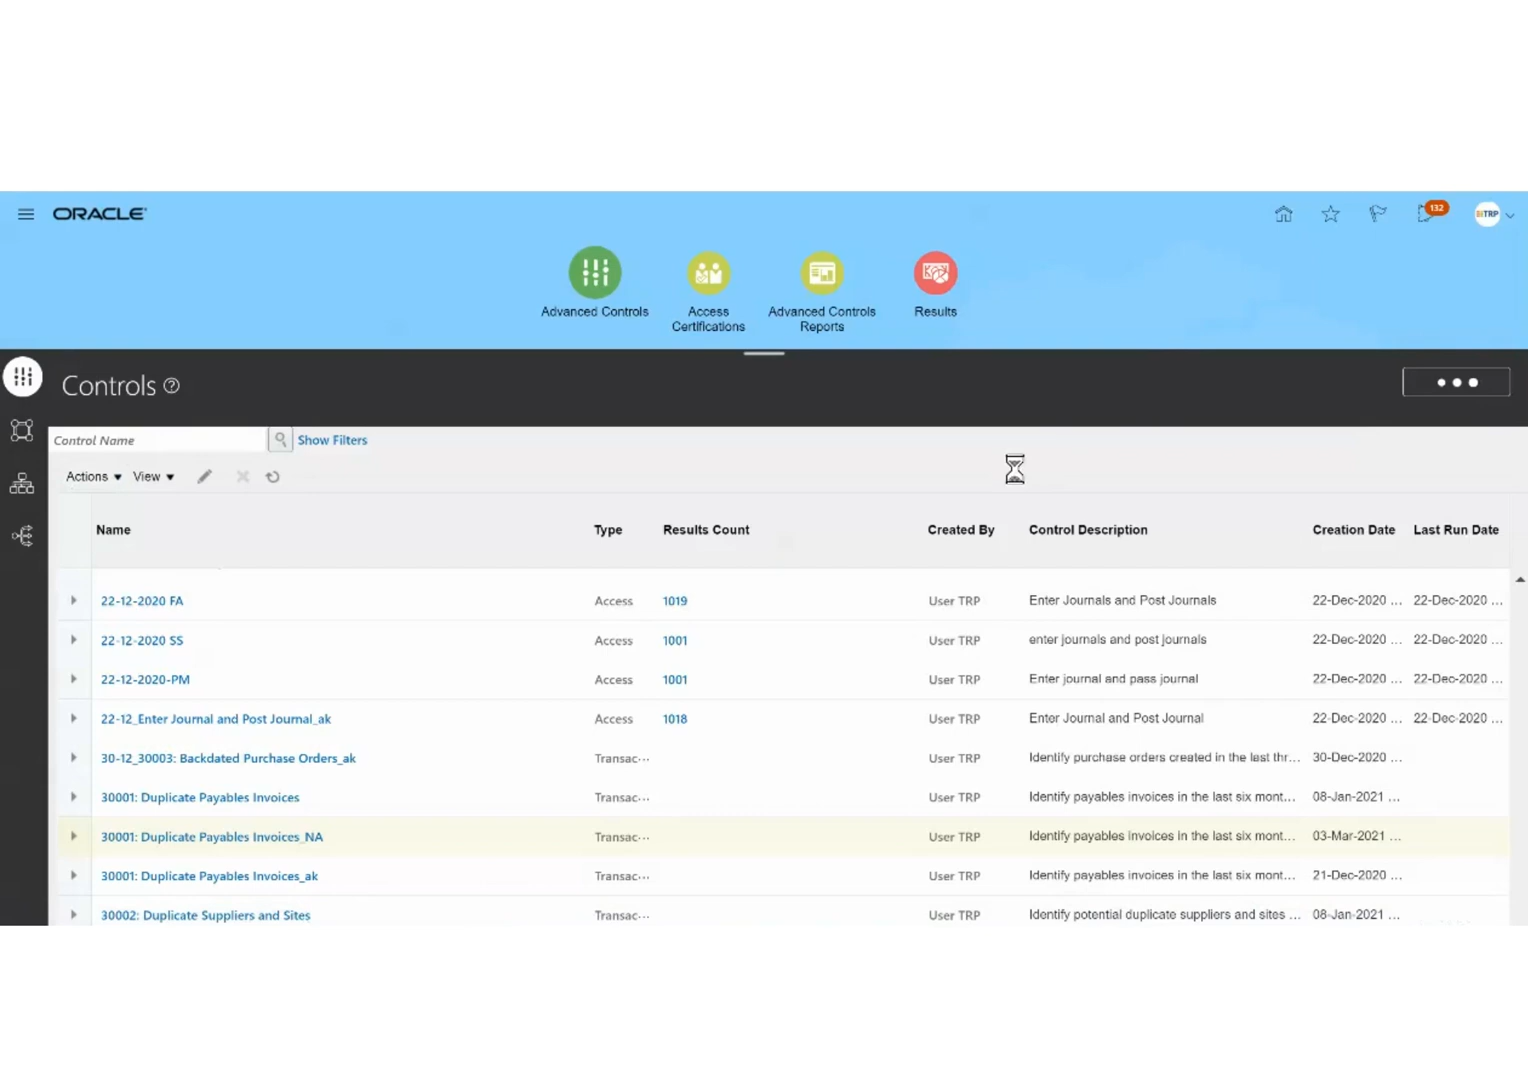 ORACLE
132
TRP
Advanced Controls
Access Certifications
Advanced Controls Reports
Results
Controls
Control Name
Show Filters
Actions View
Name Type Results Count Created By Control Description Creation Date Last Run Date
22-12-2020 FA Access 1019 User TRP Enter Journals and Post Journals 22-Dec-2020 ... 22-Dec-2020 ...
22-12-2020 SS Access 1001 User TRP enter journals and post journals 22-Dec-2020 ... 22-Dec-2020 ...
22-12-2020-PM Access 1001 User TRP Enter journal and pass journal 22-Dec-2020 ... 22-Dec-2020 ...
22-12_Enter Journal and Post Journal_ak Access 1018 User TRP Enter Journal and Post Journal 22-Dec-2020 ... 22-Dec-2020 ...
30-12_30003: Backdated Purchase Orders_ak Transac... User TRP Identify purchase orders created in the last thr... 30-Dec-2020 ...
30001: Duplicate Payables Invoices Transac... User TRP Identify payables invoices in the last six mont... 08-Jan-2021 ...
30001: Duplicate Payables Invoices_NA Transac... User TRP Identify payables invoices in the last six mont... 03-Mar-2021 ...
30001: Duplicate Payables Invoices_ak Transac... User TRP Identify payables invoices in the last six mont... 21-Dec-2020 ...
30002: Duplicate Suppliers and Sites Transac... User TRP Identify potential duplicate suppliers and sites ... 08-Jan-2021 ...